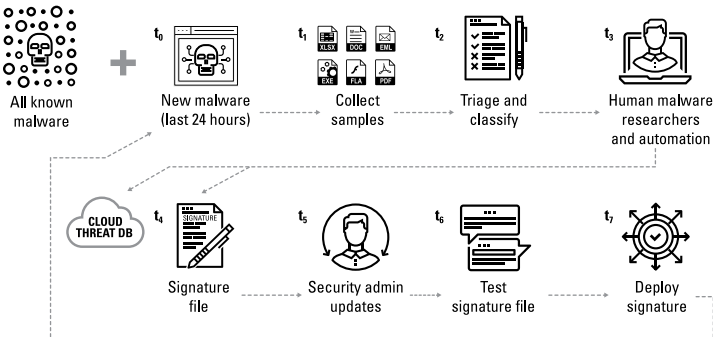 All known
malware
t0
New malware
(last 24 hours)
t1
XLSX
DOC
EML
EXE
FLA
PDF
Collect
samples
t2
Triage and
classify
t3
Human malware
researchers
and automation
CLOUD
THREAT DB
t4
SIGNATURE
Signature
file
t5
Security admin
updates
t6
Test
signature file
t7
Deploy
signature